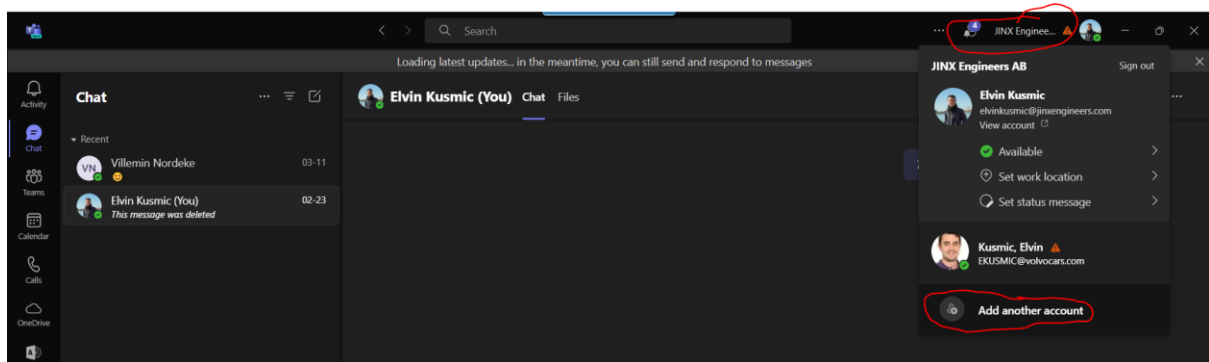 Search
4
JINX Enginee...
Loading latest updates... in the meantime, you can still send and respond to messages
Activity
Chat
Teams
Calendar
Calls
OneDrive
Chat
Recent
VN
Villemin Nordeke
03-11
Elvin Kusmic (You)
02-23
This message was deleted
Elvin Kusmic (You) Chat Files
JINX Engineers AB
Sign out
Elvin Kusmic
elvinkusmic@jinxengineers.com
View account
Available
Set work location
Set status message
Kusmic, Elvin
EKUSMIC@volvocars.com
Add another account